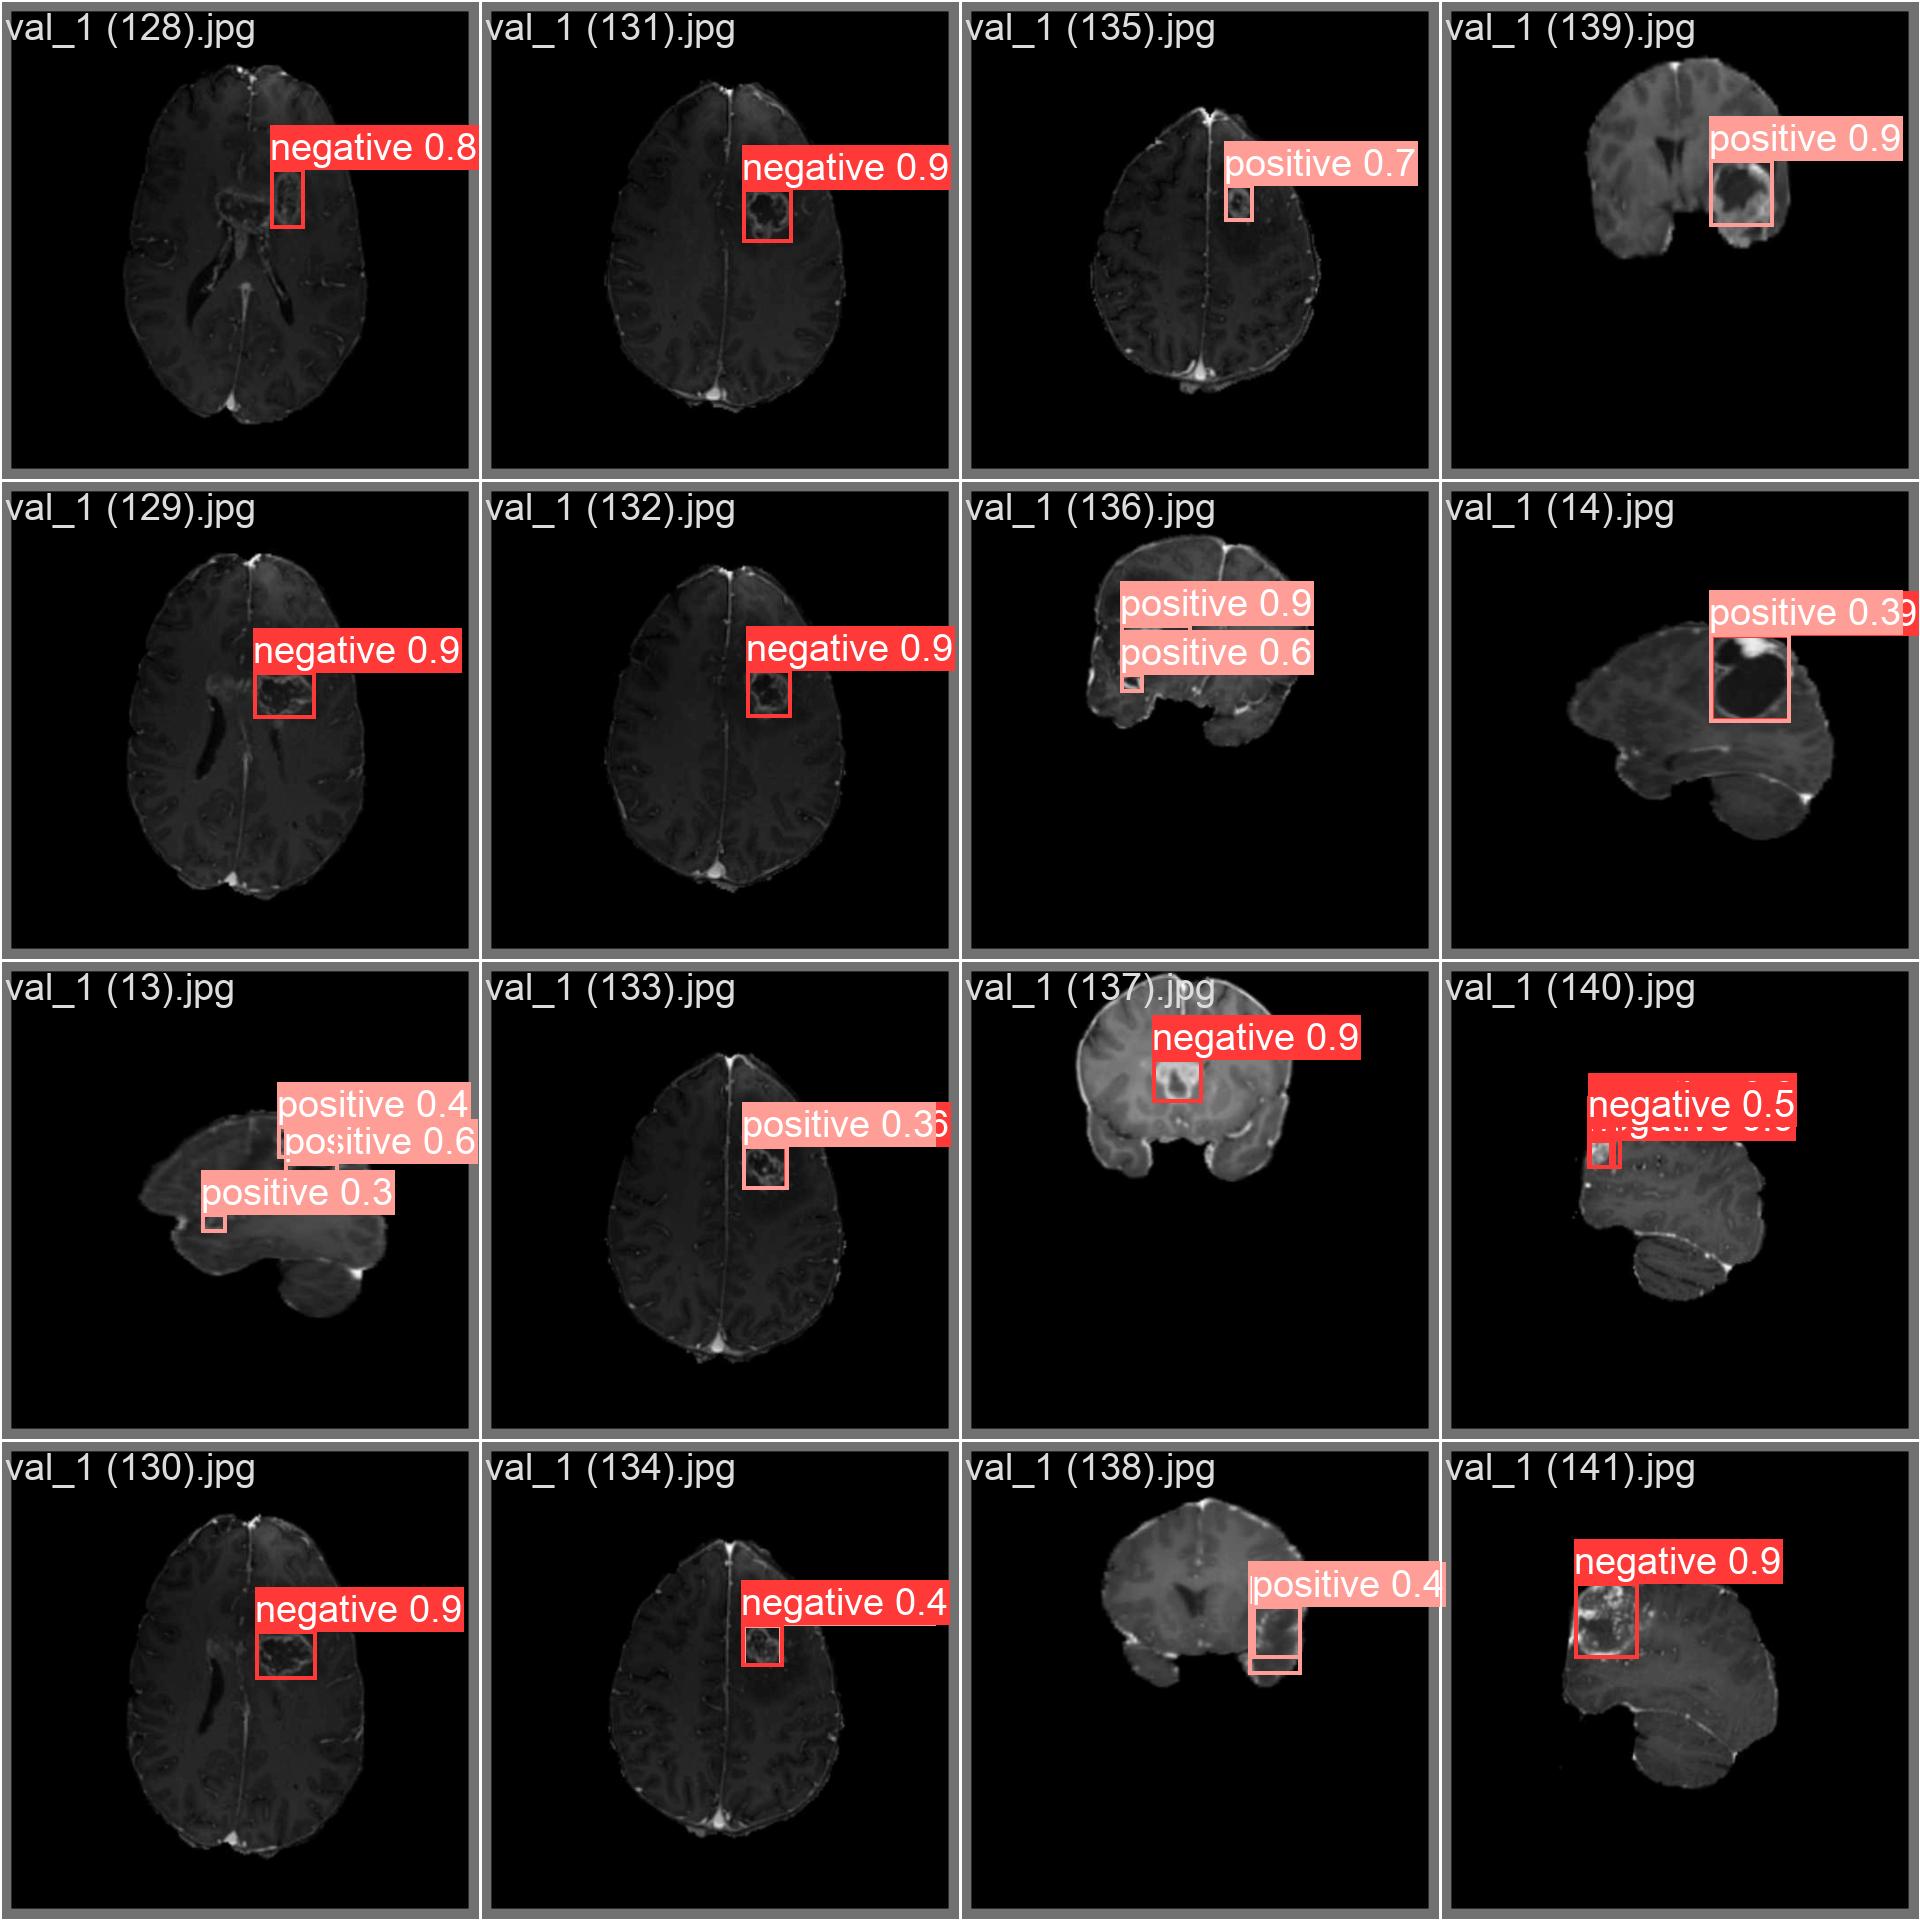 val_1 (128).jpg
negative 0.8
val_1 (131).jpg
negative 0.9
val_1 (135).jpg
positive 0.7
val_1 (139).jpg
positive 0.9
val_1 (129).jpg
negative 0.9
val_1 (132).jpg
negative 0.9
val_1 (136).jpg
positive 0.9
positive 0.6
val_1 (14).jpg
positive 0.3
9
val_1 (13).jpg
positive 0.4
positive 0.6
positive 0.3
val_1 (133).jpg
positive 0.3
6
val_1 (137).jpg
negative 0.9
val_1 (140).jpg
negative 0.5
val_1 (130).jpg
negative 0.9
val_1 (134).jpg
negative 0.4
val_1 (138).jpg
positive 0.4
val_1 (141).jpg
negative 0.9